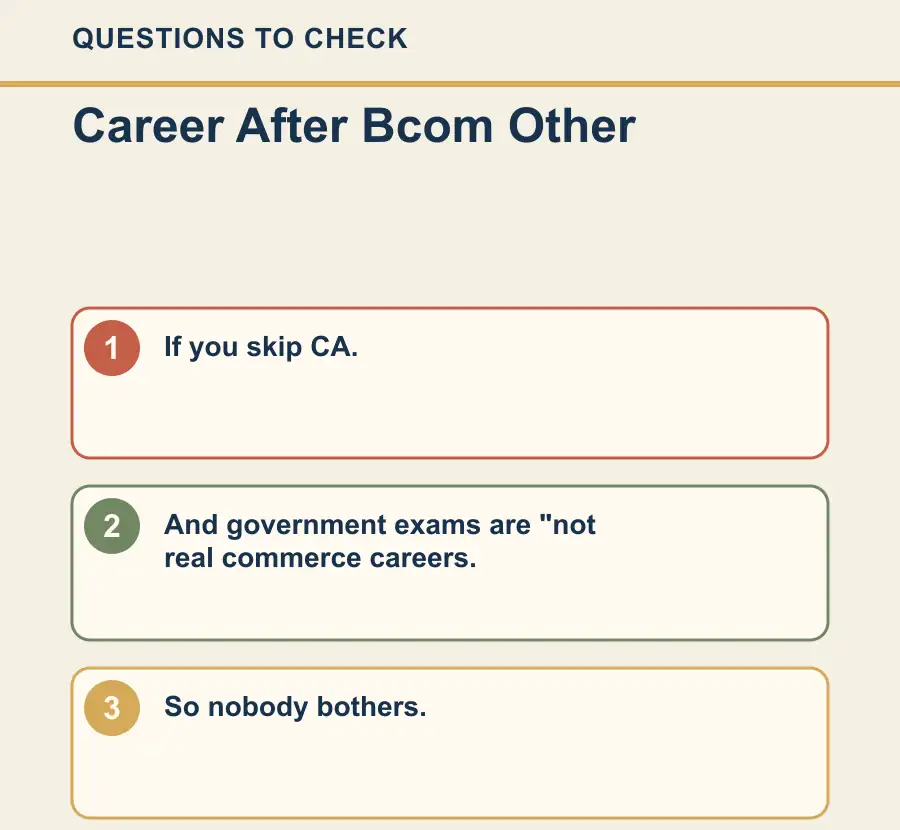 QUESTIONS TO CHECK
Career After Bcom Other
1
If you skip CA.
2
And government exams are "not
real commerce careers.
3
So nobody bothers.